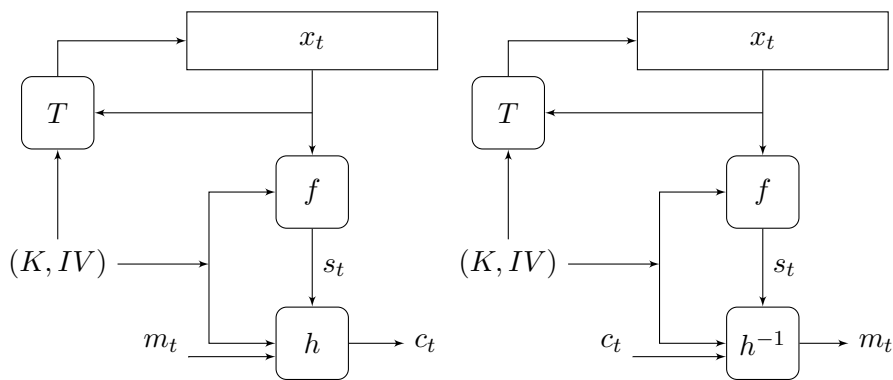 x_t x_t
T T
f f
(K, IV) s_t (K, IV) s_t
m_t h c_t c_t h^{-1} m_t